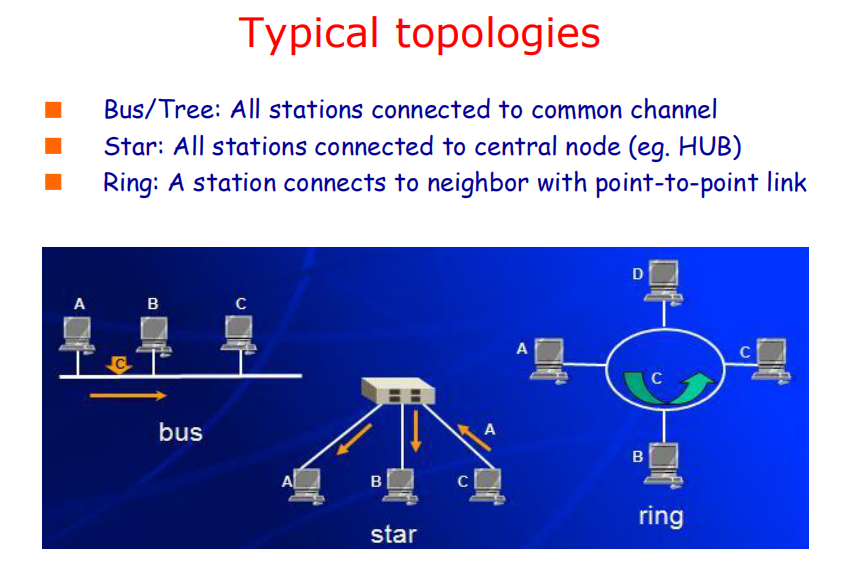 Typical topologies
Bus/Tree: All stations connected to common channel
Star: All stations connected to central node (eg. HUB)
Ring: A station connects to neighbor with point-to-point link
A B C
C
bus
A
A B C
star
D
A
C
C
B
ring